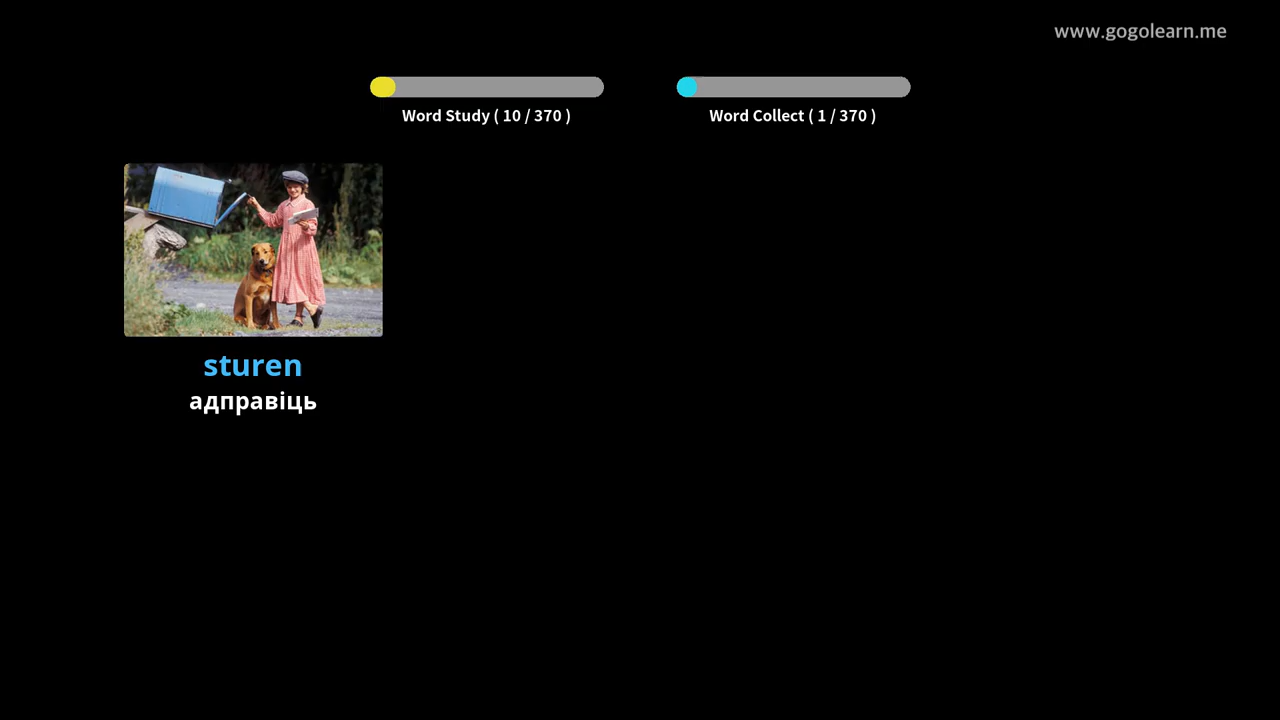 www.gogolearn.me
Word Study ( 10 / 370 )
Word Collect ( 1 / 370 )
sturen
адправіць